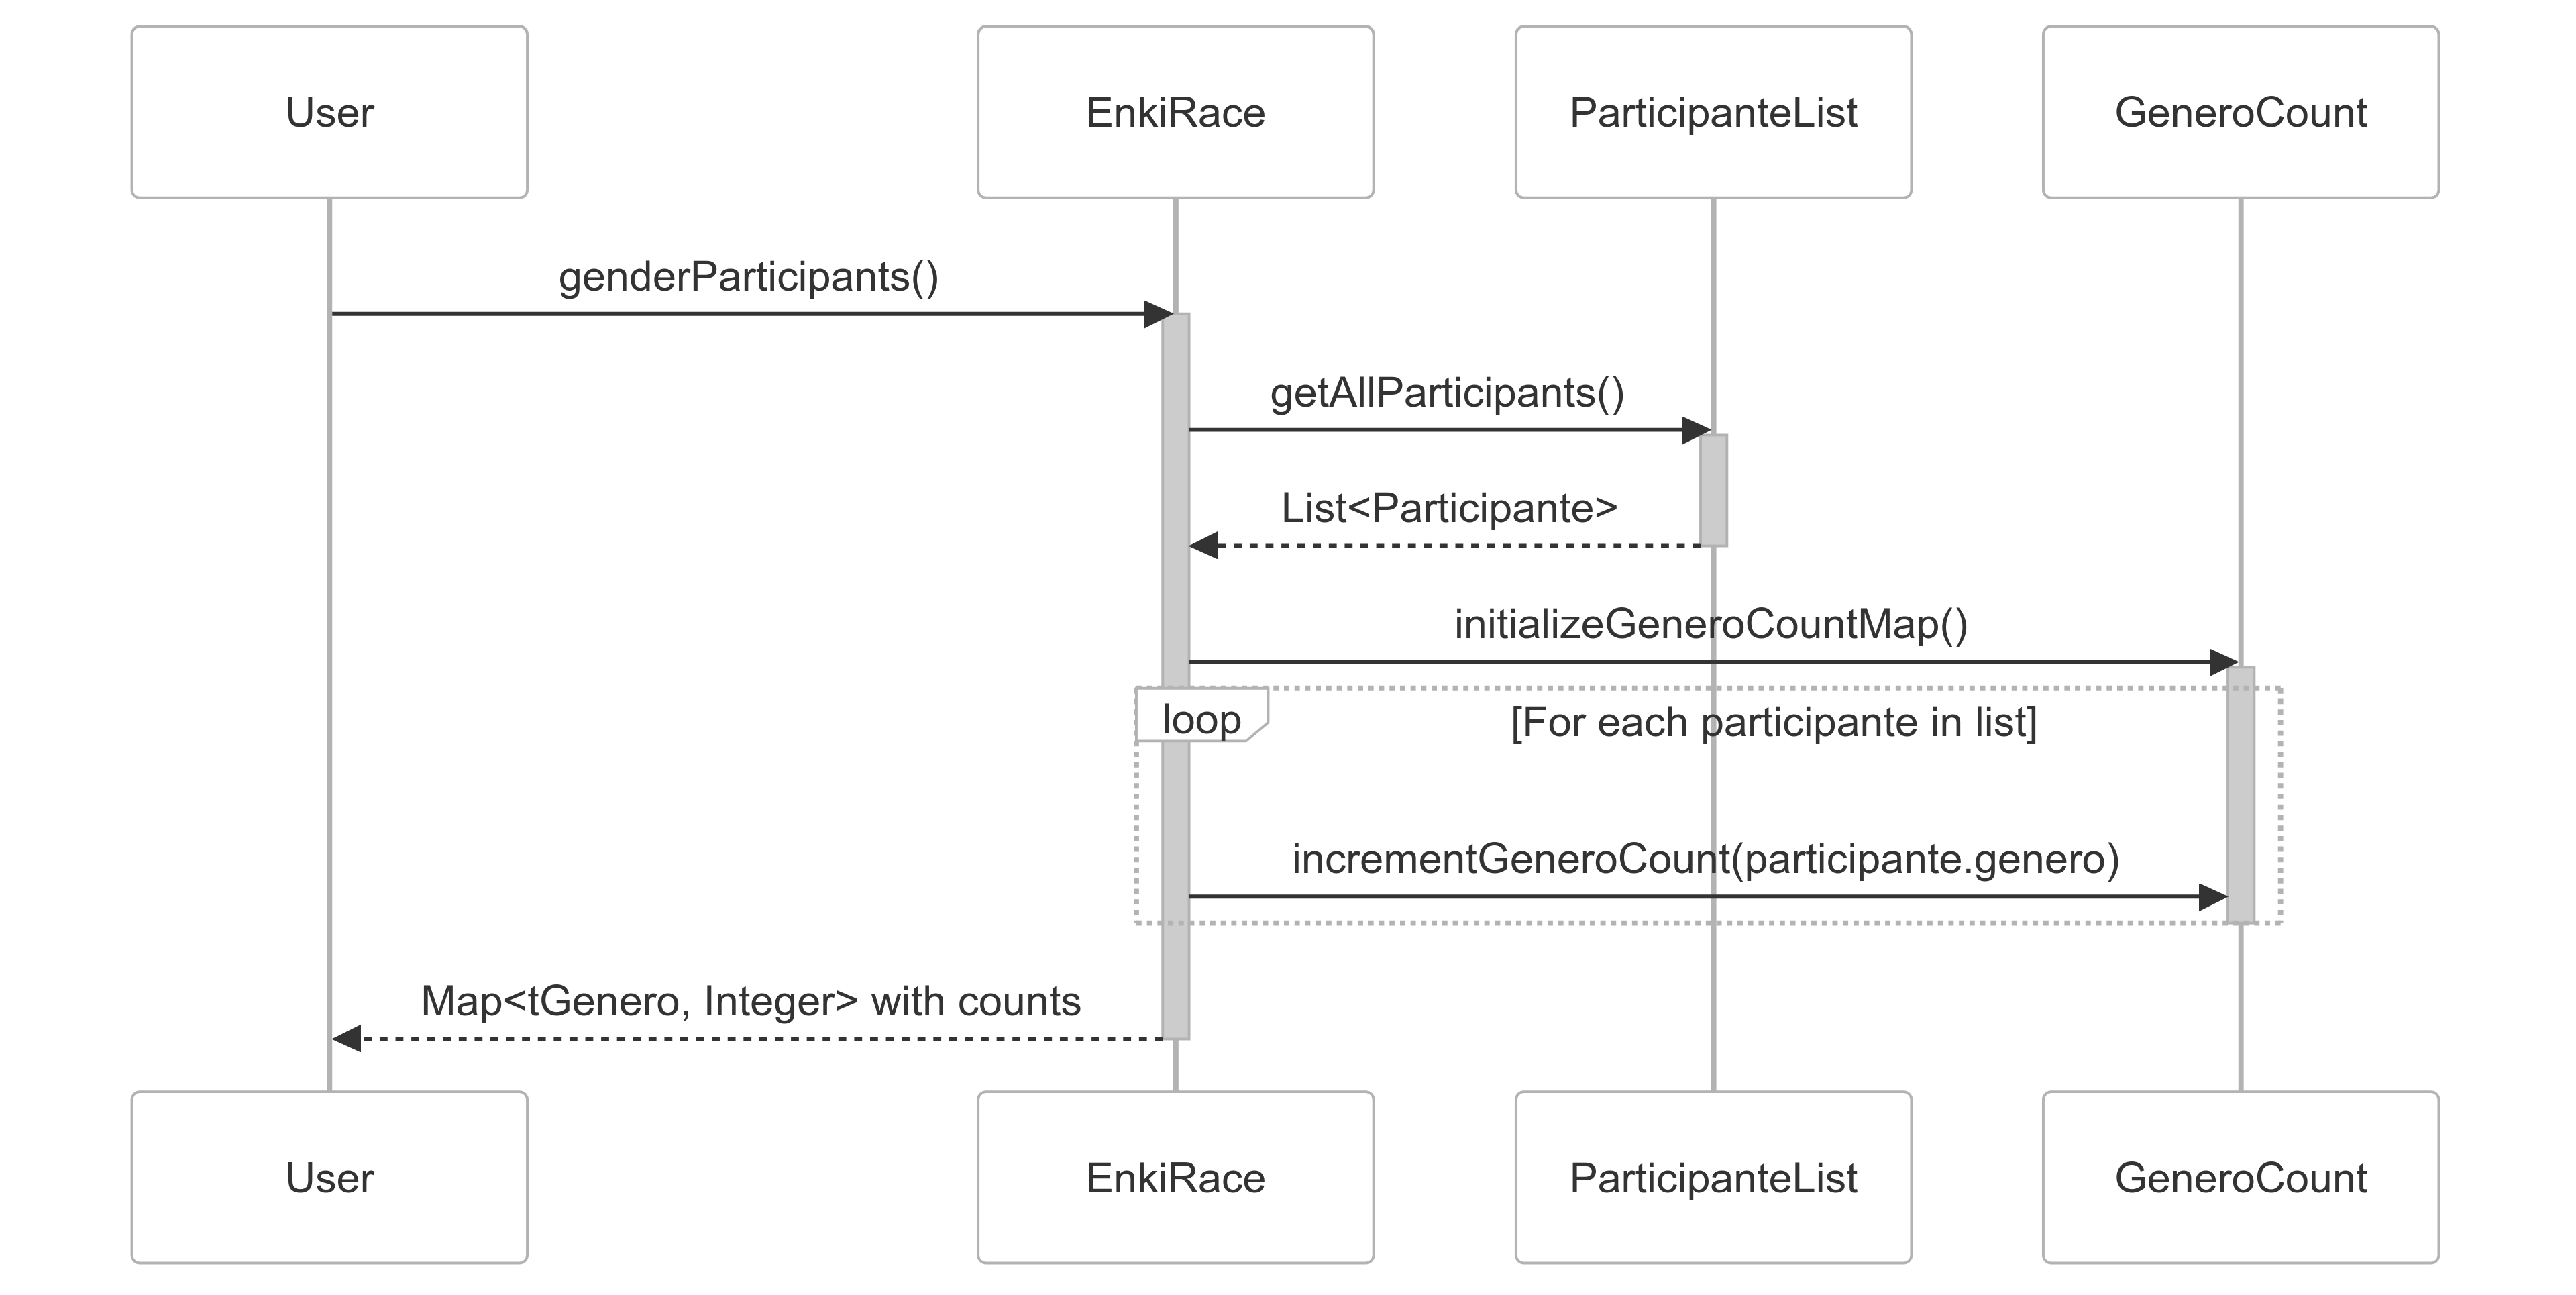 User
EnkiRace
ParticipanteList
GeneroCount
genderParticipants()
getAllParticipants()
List<Participante>
initializeGeneroCountMap()
loop
[For each participante in list]
incrementGeneroCount(participante.genero)
Map<tGenero, Integer> with counts
User
EnkiRace
ParticipanteList
GeneroCount